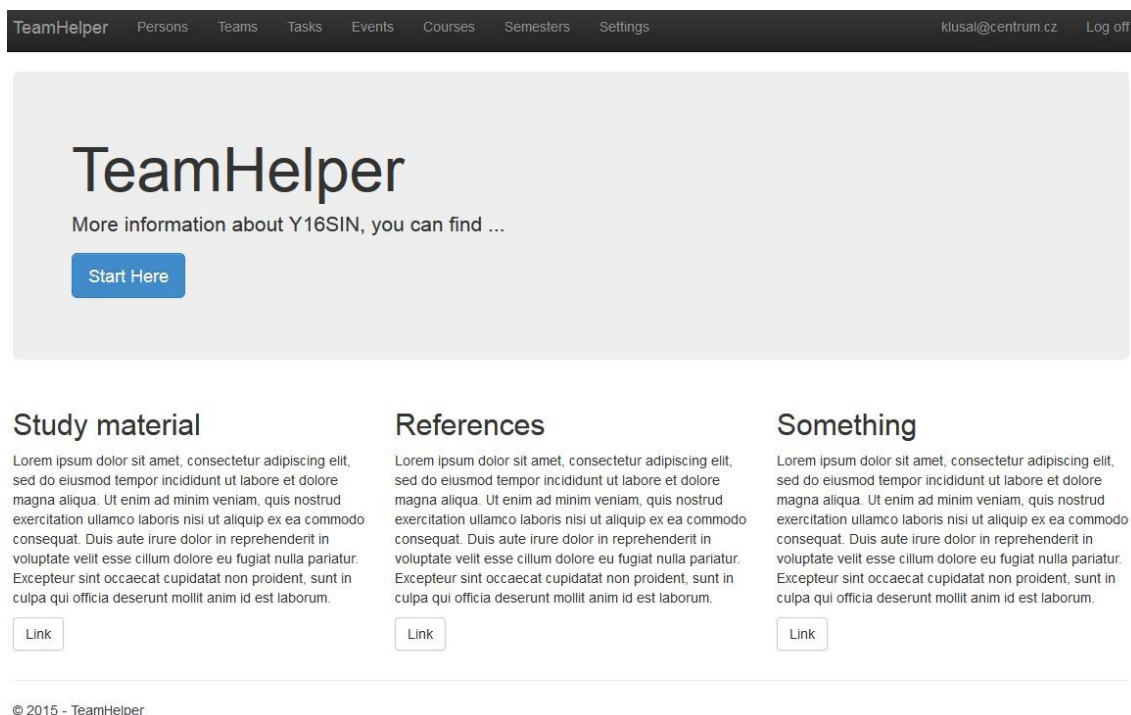 TeamHelper Persons Teams Tasks Events Courses Semesters Settings klusal@centrum.cz Log off
TeamHelper
More information about Y16SIN, you can find ...
Start Here
Study material
Lorem ipsum dolor sit amet, consectetur adipiscing elit,
sed do eiusmod tempor incididunt ut labore et dolore
magna aliqua. Ut enim ad minim veniam, quis nostrud
exercitation ullamco laboris nisi ut aliquip ex ea commodo
consequat. Duis aute irure dolor in reprehenderit in
voluptate velit esse cillum dolore eu fugiat nulla pariatur.
Excepteur sint occaecat cupidatat non proident, sunt in
culpa qui officia deserunt mollit anim id est laborum.
Link
References
Lorem ipsum dolor sit amet, consectetur adipiscing elit,
sed do eiusmod tempor incididunt ut labore et dolore
magna aliqua. Ut enim ad minim veniam, quis nostrud
exercitation ullamco laboris nisi ut aliquip ex ea commodo
consequat. Duis aute irure dolor in reprehenderit in
voluptate velit esse cillum dolore eu fugiat nulla pariatur.
Excepteur sint occaecat cupidatat non proident, sunt in
culpa qui officia deserunt mollit anim id est laborum.
Link
Something
Lorem ipsum dolor sit amet, consectetur adipiscing elit,
sed do eiusmod tempor incididunt ut labore et dolore
magna aliqua. Ut enim ad minim veniam, quis nostrud
exercitation ullamco laboris nisi ut aliquip ex ea commodo
consequat. Duis aute irure dolor in reprehenderit in
voluptate velit esse cillum dolore eu fugiat nulla pariatur.
Excepteur sint occaecat cupidatat non proident, sunt in
culpa qui officia deserunt mollit anim id est laborum.
Link
© 2015 - TeamHelper